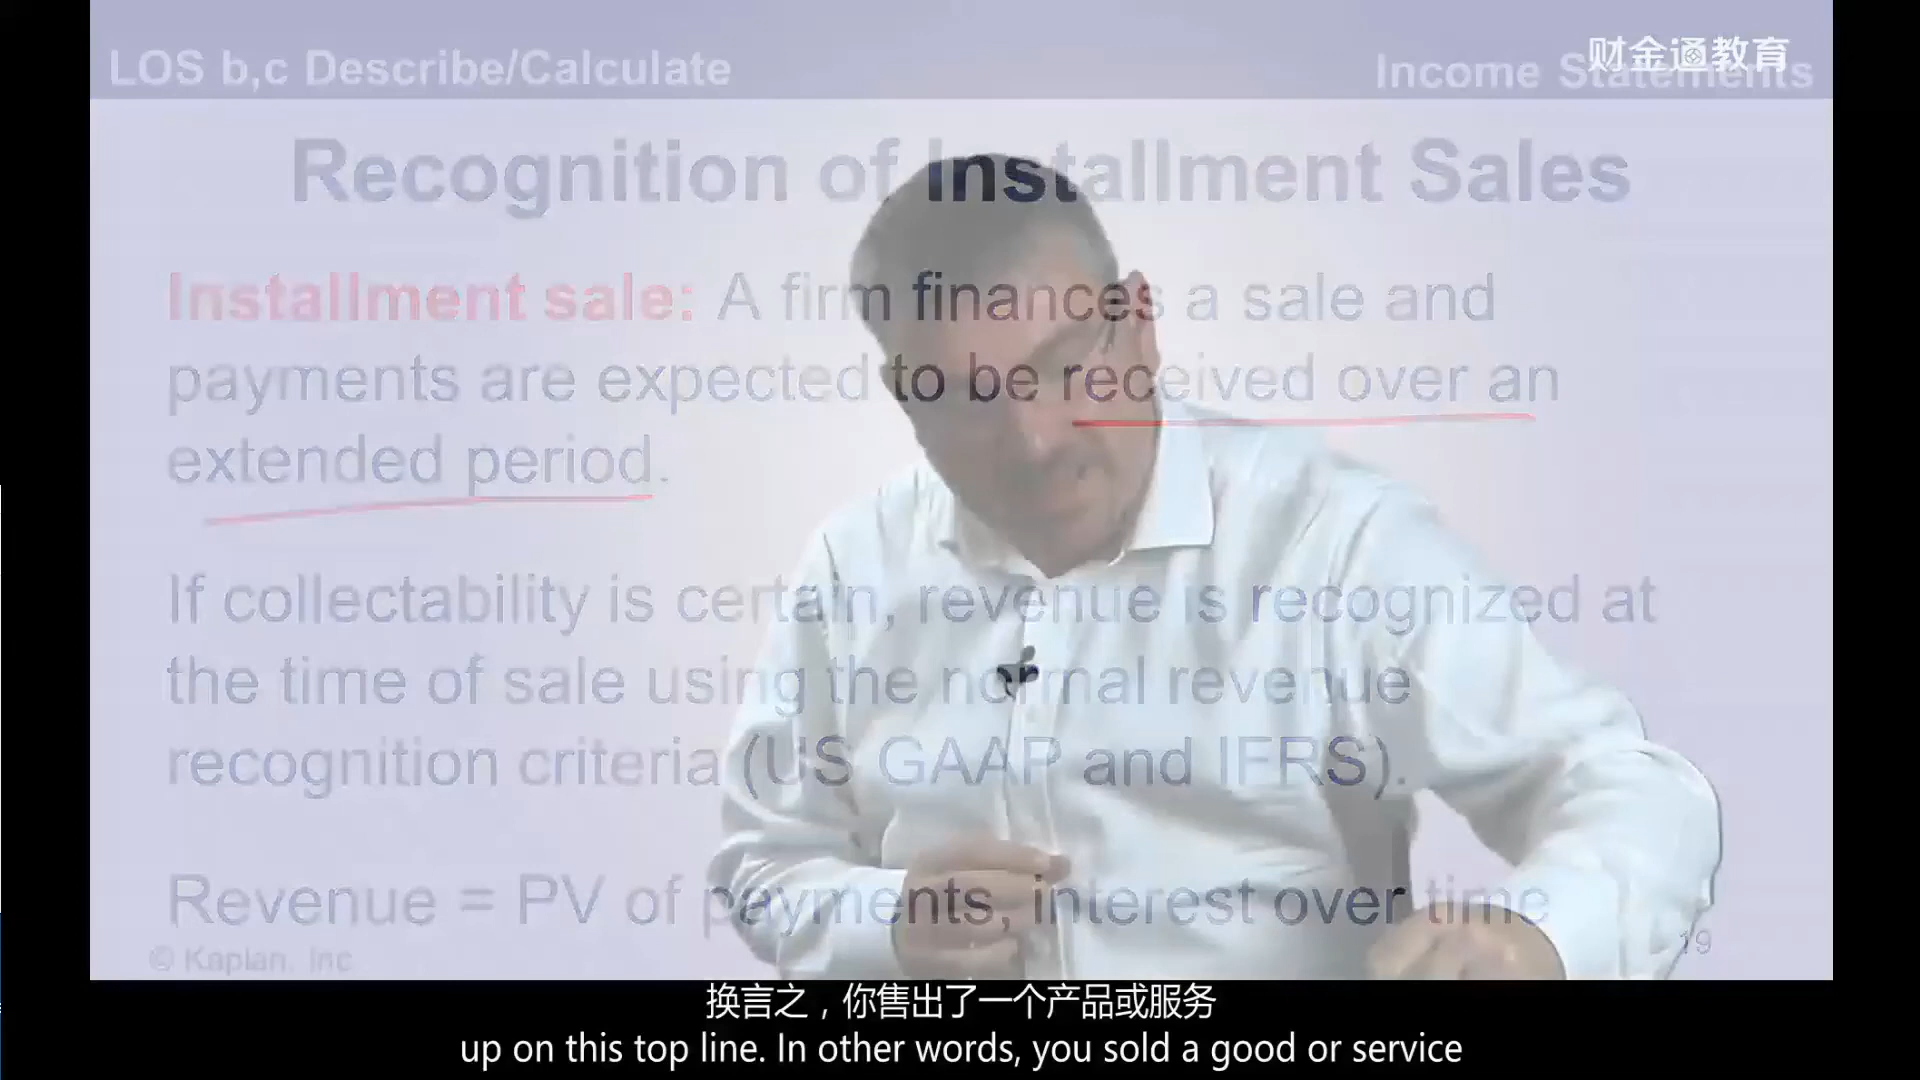 LOS b,c Describe/Calculate
Income Statements
财金通教育
Recognition of Installment Sales
Installment sale: A firm finances a sale and
payments are expected to be received over an
extended period.
If collectability is certain, revenue is recognized at
the time of sale using the normal revenue
recognition criteria (US GAAP and IFRS).
Revenue = PV of payments, interest over time
© Kaplan, Inc
19
换言之，你售出了一个产品或服务
up on this top line. In other words, you sold a good or service